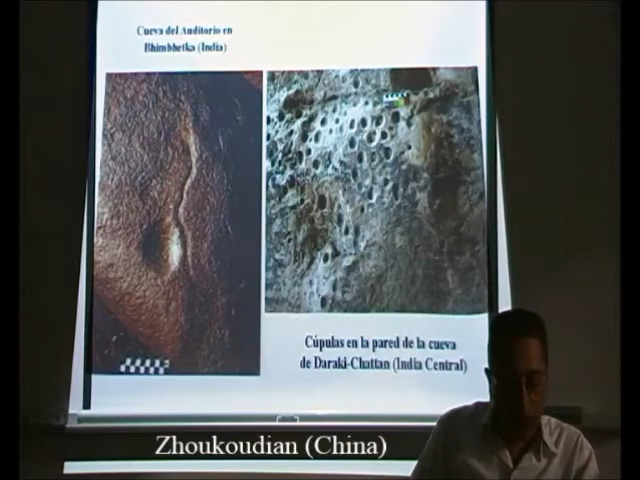 Cueva del Auditorio en
Bhimbhetka (India)
Cúpulas en la pared de la cueva
de Daraki-Chattan (India Central)
Zhoukoudian (China)